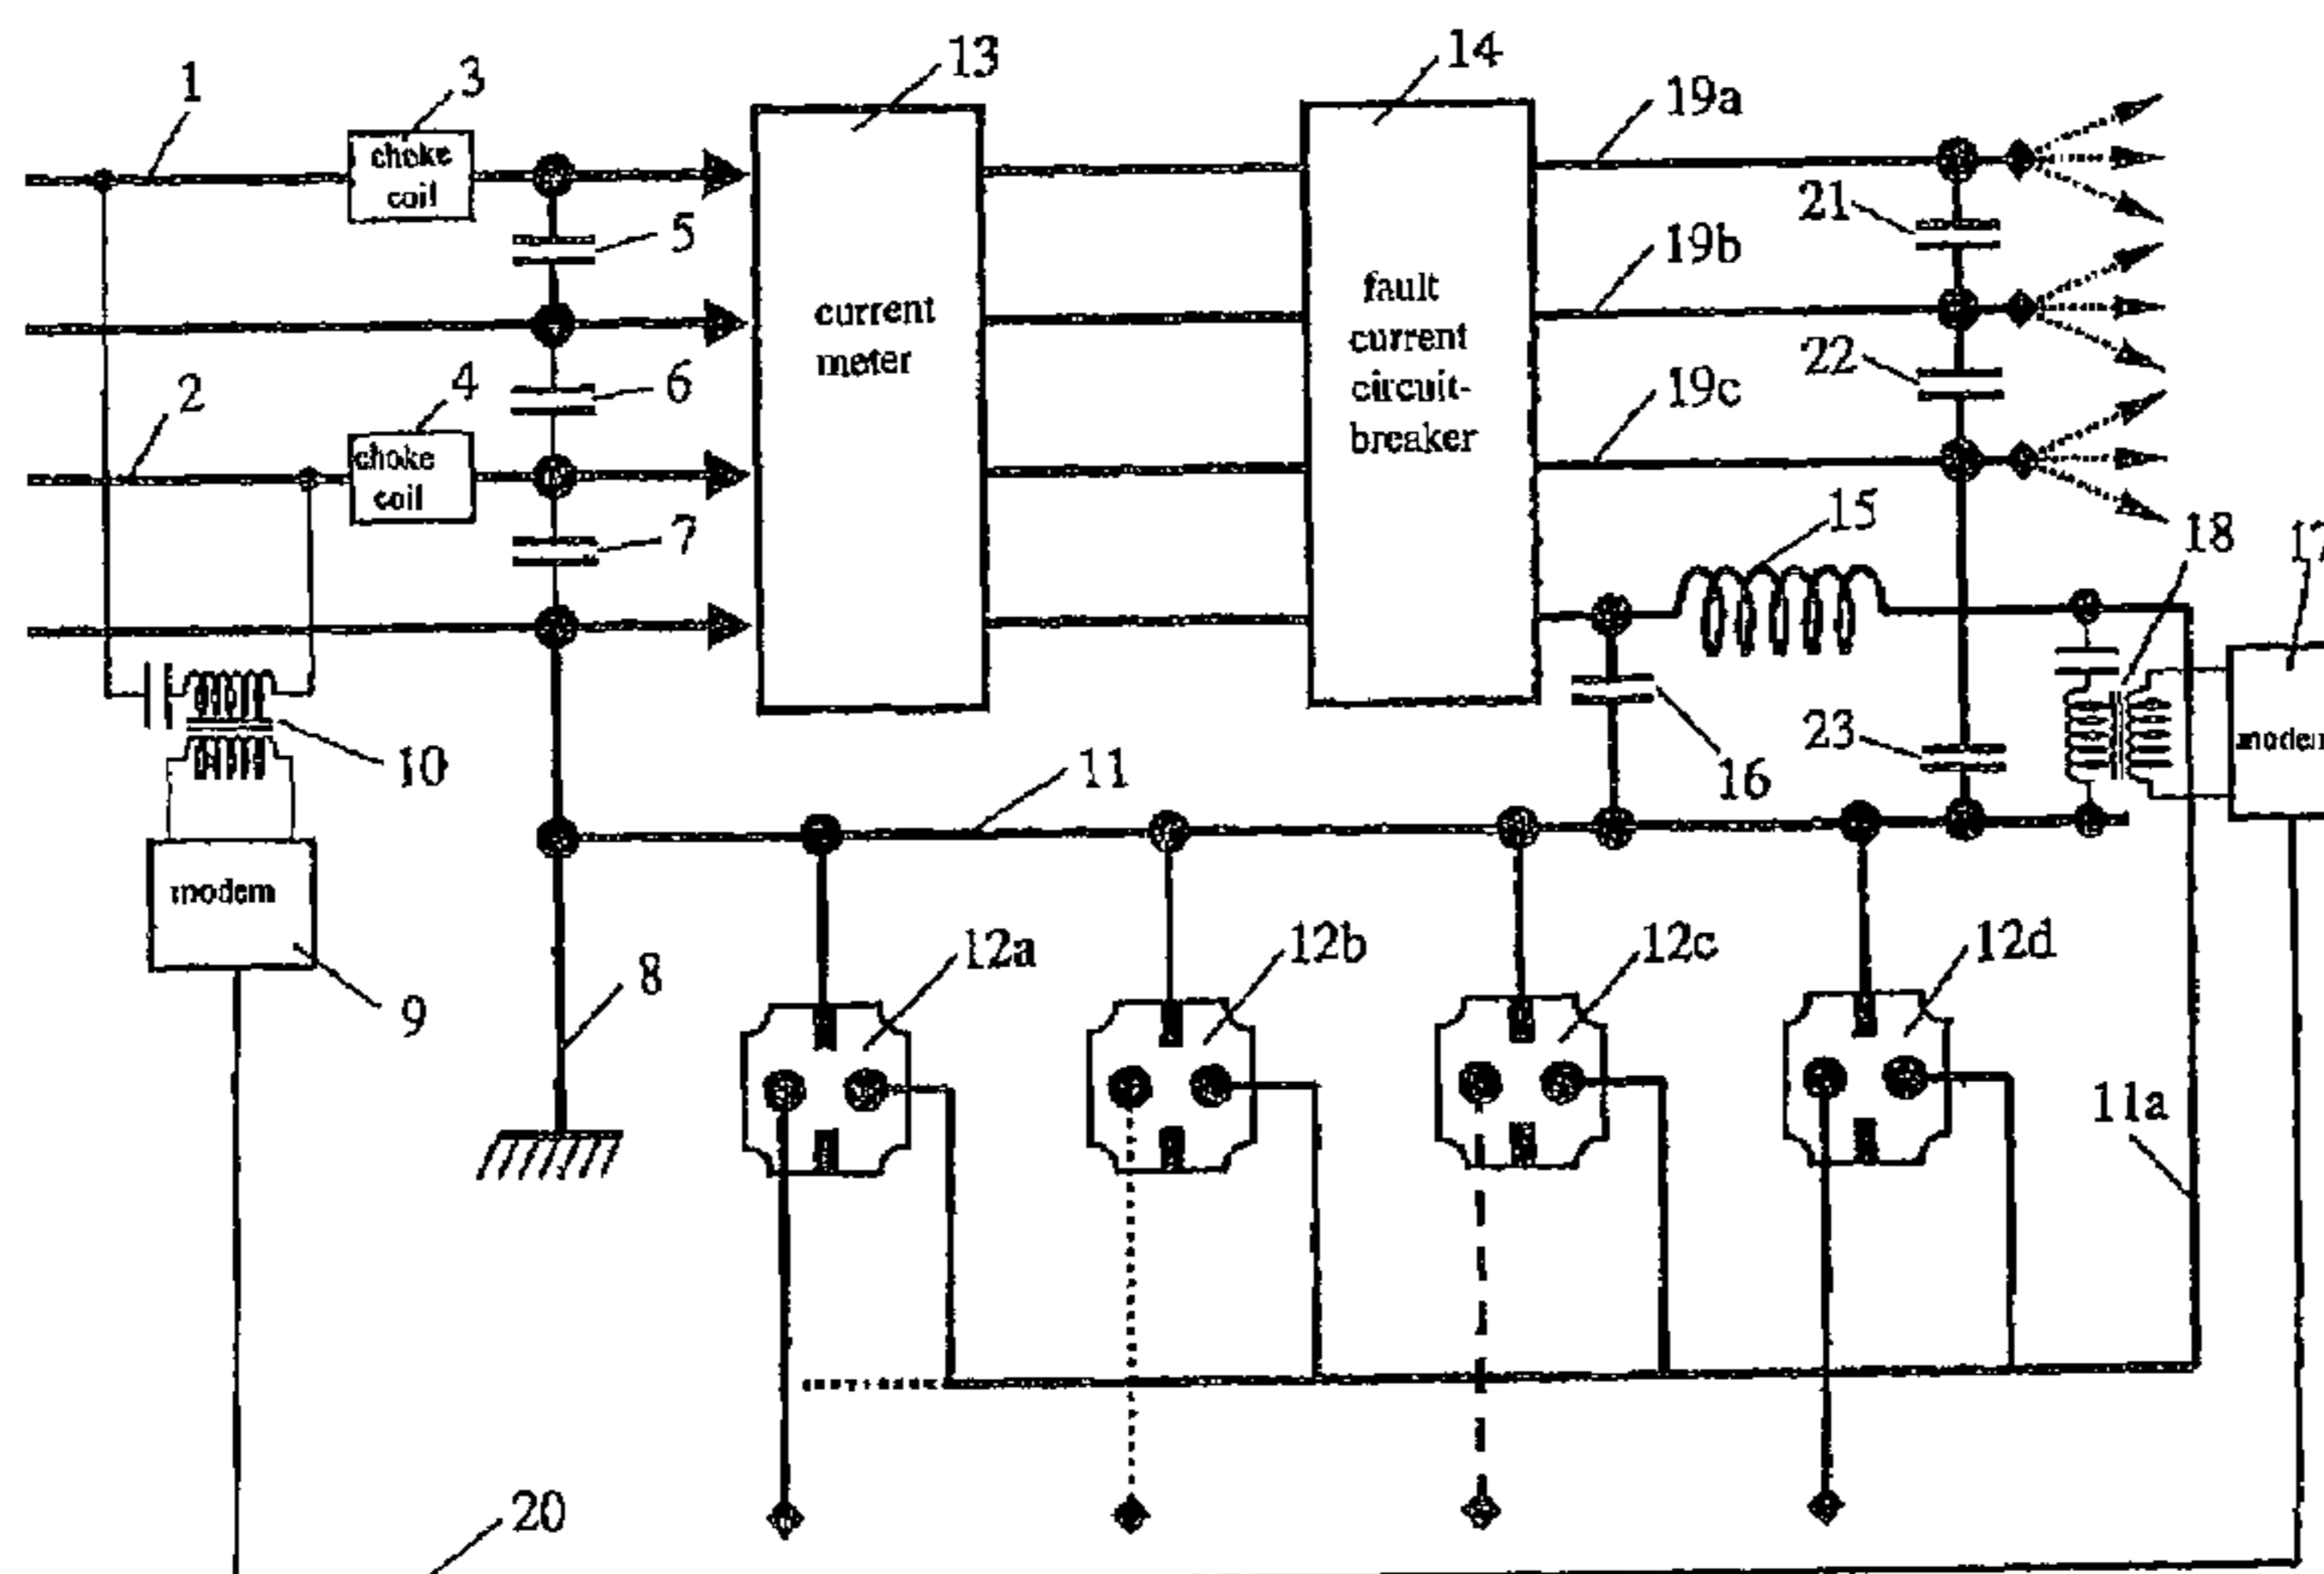 13
14
1
3
19a
choke
coil
21
5
19b
current
meter
fault
current
circuit-
breaker
22
2
4
6
19c
choke
coil
7
15
18
10
11
16
23
modem
9
8
12a
12b
12c
12d
11a
20